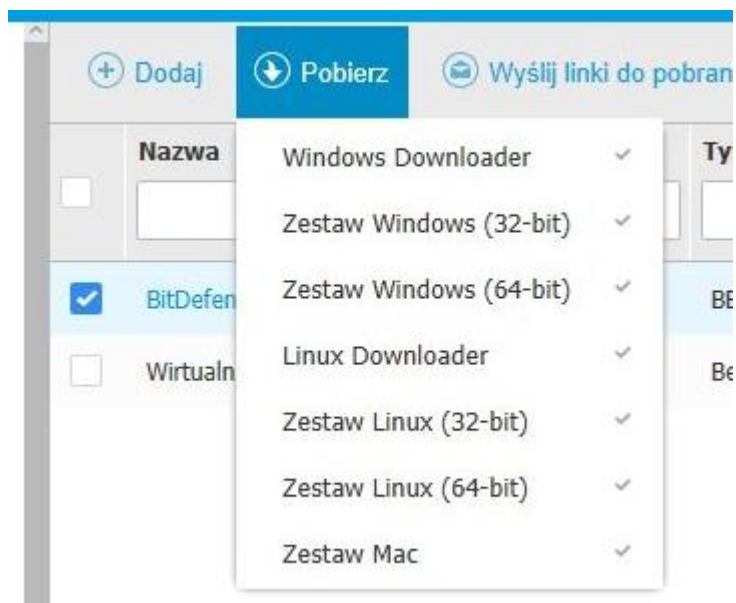 Dodaj Pobierz Wyślij linki do pobran
Nazwa Ty
Windows Downloader
Zestaw Windows (32-bit)
Zestaw Windows (64-bit)
BitDefen BE
Linux Downloader
Wirtualn Be
Zestaw Linux (32-bit)
Zestaw Linux (64-bit)
Zestaw Mac